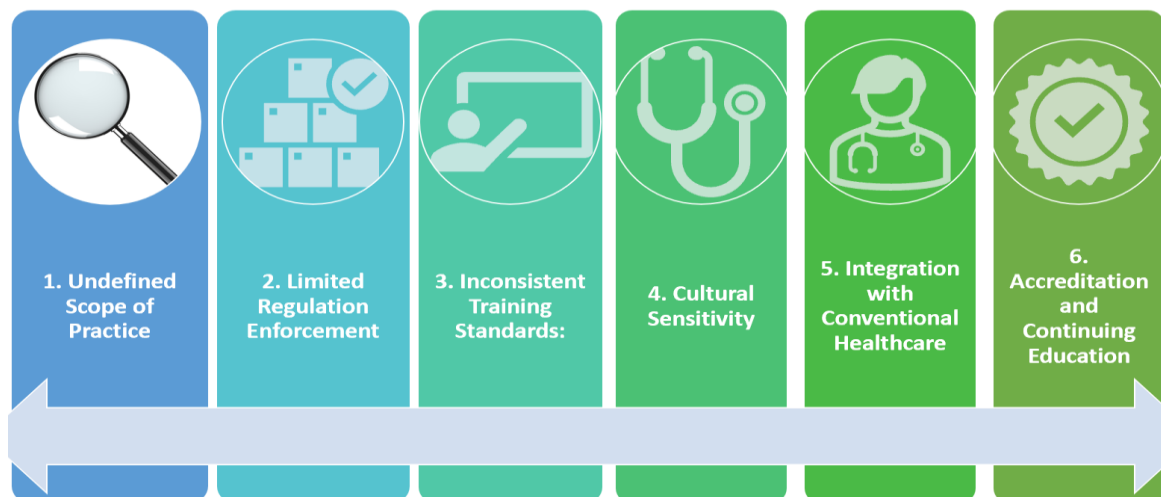 1. Undefined
Scope of
Practice
2. Limited
Regulation
Enforcement
3. Inconsistent
Training
Standards:
4. Cultural
Sensitivity
5. Integration
with
Conventional
Healthcare
6.
Accreditation
and
Continuing
Education